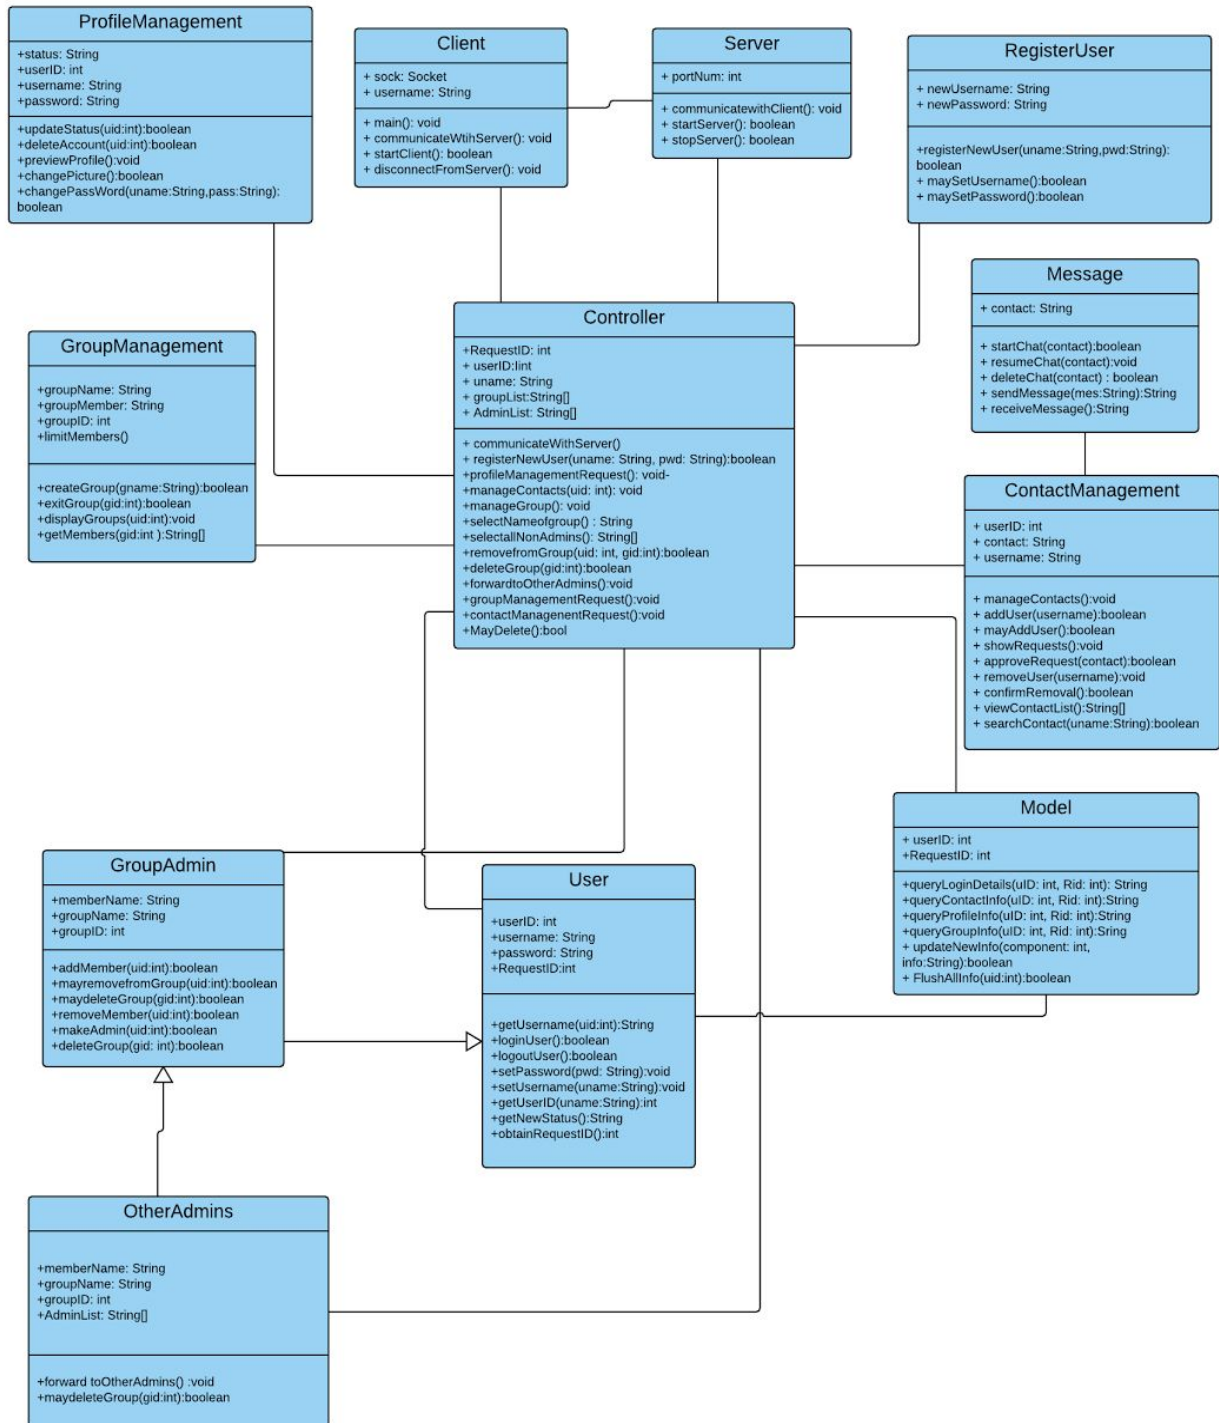 ProfileManagement
+status: String
+userID: int
+username: String
+password: String
+updateStatus(uid:int):boolean
+deleteAccount(uid:int):boolean
+previewProfile():void
+changePicture():boolean
+changePassWord(uname:String,pass:String):
boolean
Client
+ sock: Socket
+ username: String
+ main(): void
+ communicateWtihServer(): void
+ startClient(): boolean
+ disconnectFromServer(): void
Server
+ portNum: int
+ communicatewithClient(): void
+ startServer(): boolean
+ stopServer(): boolean
RegisterUser
+ newUsername: String
+ newPassword: String
+registerNewUser(uname:String,pwd:String):
boolean
+ maySetUsername():boolean
+ maySetPassword():boolean
Message
+ contact: String
+ startChat(contact):boolean
+ resumeChat(contact):void
+ deleteChat(contact) : boolean
+ sendMessage(mes:String):String
+ receiveMessage():String
GroupManagement
+groupName: String
+groupMember: String
+groupID: int
+limitMembers()
+createGroup(gname:String):boolean
+exitGroup(gid:int):boolean
+displayGroups(uid:int):void
+getMembers(gid:int ):String[]
Controller
+RequestID: int
+ userID:Iint
+ uname: String
+ groupList:String[]
+ AdminList: String[]
+ communicateWithServer()
+ registerNewUser(uname: String, pwd: String):boolean
+profileManagementRequest(): void-
+manageContacts(uid: int): void
+manageGroup(): void
+selectNameofgroup() : String
+selectallNonAdmins(): String[]
+removefromGroup(uid: int, gid:int):boolean
+deleteGroup(gid:int):boolean
+forwardtoOtherAdmins():void
+groupManagementRequest():void
+contactManagenentRequest():void
+MayDelete():bool
ContactManagement
+ userID: int
+ contact: String
+ username: String
+ manageContacts():void
+ addUser(username):boolean
+ mayAddUser():boolean
+ showRequests():void
+ approveRequest(contact):boolean
+ removeUser(username):void
+ confirmRemoval():boolean
+ viewContactList():String[]
+ searchContact(uname:String):boolean
Model
+ userID: int
+RequestID: int
+queryLoginDetails(uID: int, Rid: int): String
+queryContactInfo(uID: int, Rid: int):String
+queryProfileInfo(uID: int, Rid: int):String
+queryGroupInfo(uID: int, Rid: int):Sring
+ updateNewInfo(component: int,
info:String):boolean
+ FlushAllInfo(uid:int):boolean
GroupAdmin
+memberName: String
+groupName: String
+groupID: int
+addMember(uid:int):boolean
+mayremovefromGroup(uid:int):boolean
+maydeleteGroup(gid:int):boolean
+removeMember(uid:int):boolean
+makeAdmin(uid:int):boolean
+deleteGroup(gid: int):boolean
User
+userID: int
+username: String
+password: String
+RequestID:int
+getUsername(uid:int):String
+loginUser():boolean
+logoutUser():boolean
+setPassword(pwd: String):void
+setUsername(uname:String):void
+getUserID(uname:String):int
+getNewStatus():String
+obtainRequestID():int
OtherAdmins
+memberName: String
+groupName: String
+groupID: int
+AdminList: String[]
+forward toOtherAdmins() :void
+maydeleteGroup(gid:int):boolean